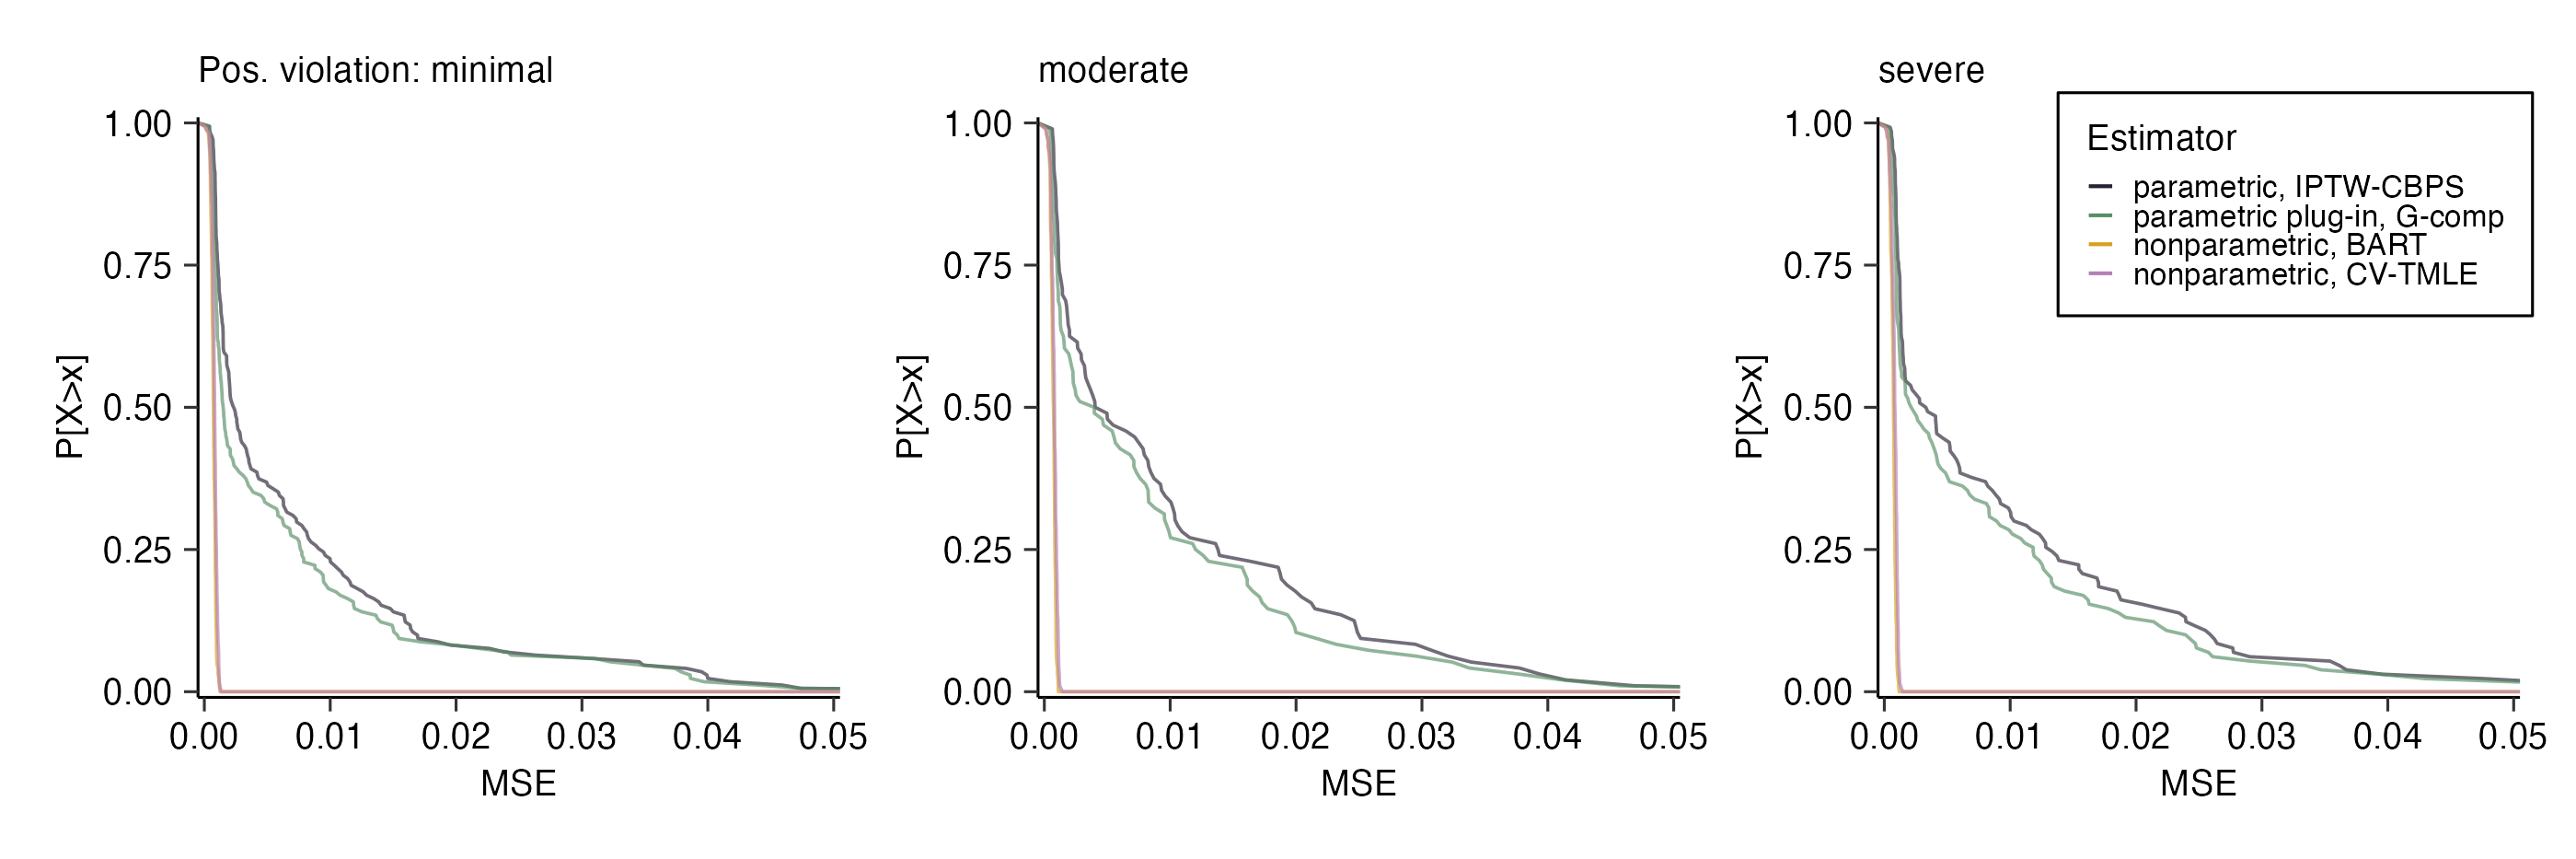 Pos. violation: minimal
1.00
0.75
0.50
0.25
0.00
P[X>x]
0.00 0.01 0.02 0.03 0.04 0.05
MSE
moderate
1.00
0.75
0.50
0.25
0.00
P[X>x]
0.00 0.01 0.02 0.03 0.04 0.05
MSE
severe
1.00
0.75
0.50
0.25
0.00
P[X>x]
0.00 0.01 0.02 0.03 0.04 0.05
MSE
Estimator
parametric, IPTW-CBPS
parametric plug-in, G-comp
nonparametric, BART
nonparametric, CV-TMLE